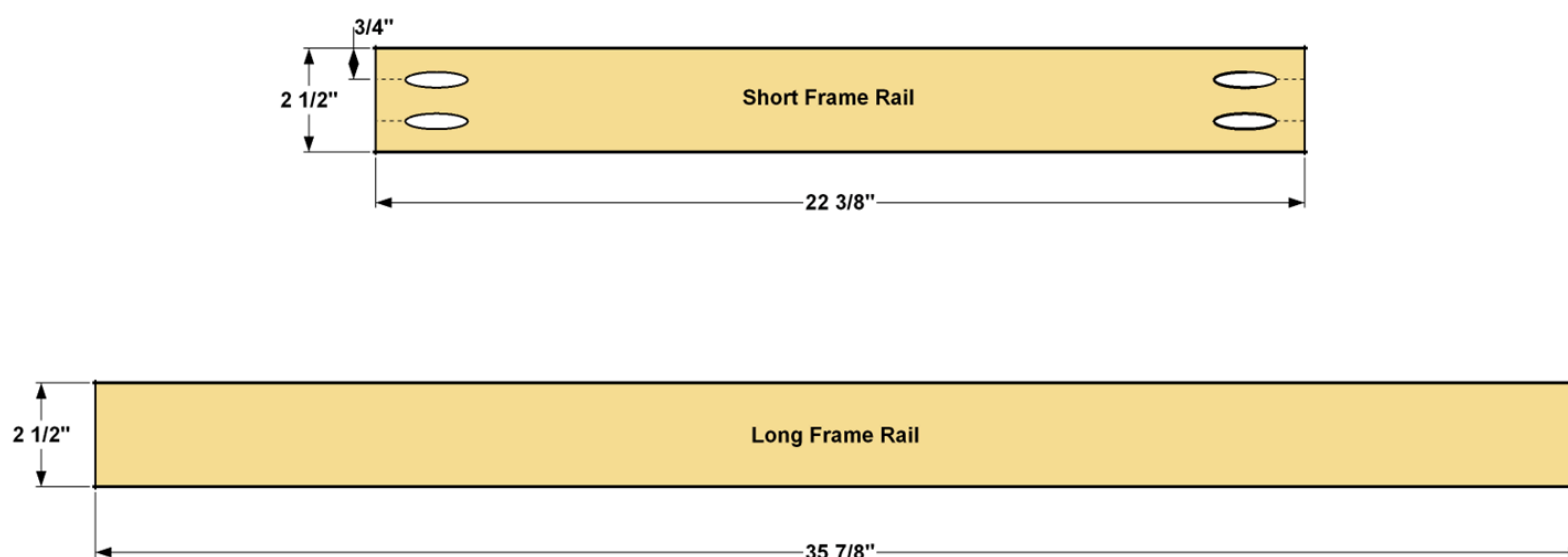 3/4"
2 1/2"
Short Frame Rail
22 3/8"
2 1/2"
Long Frame Rail
35 7/8"